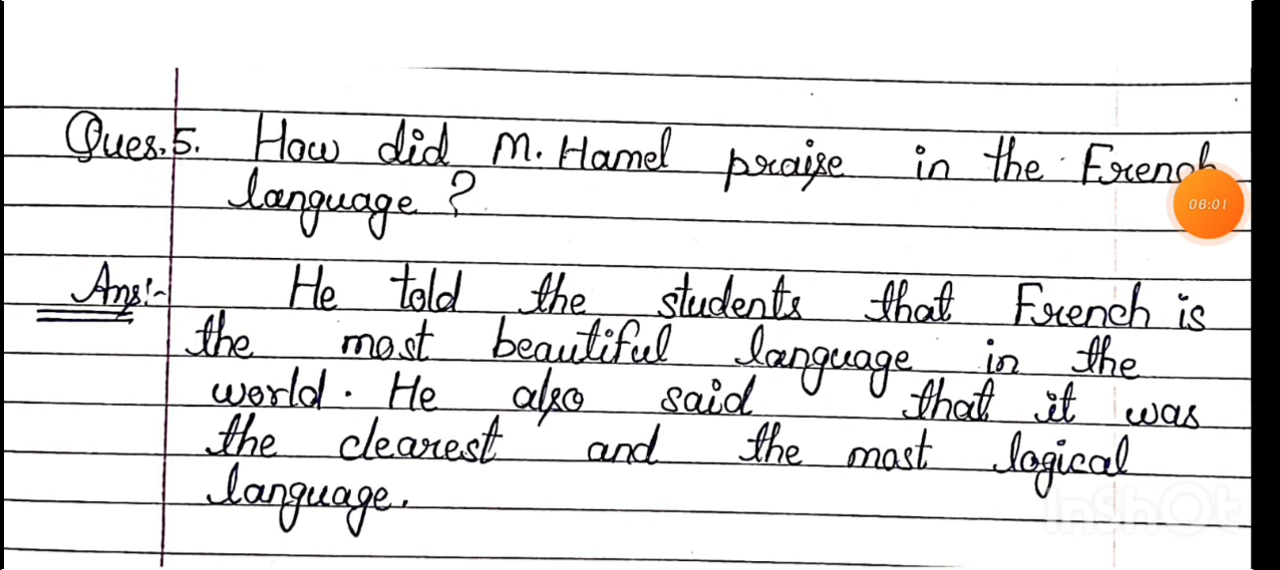 Ques.5. How did M. Hamel praise in the French
language ?
06:01
Ans:- He told the students that French is
the most beautiful language in the
world. He also said that it was
the clearest and the most logical
language.
InShOt